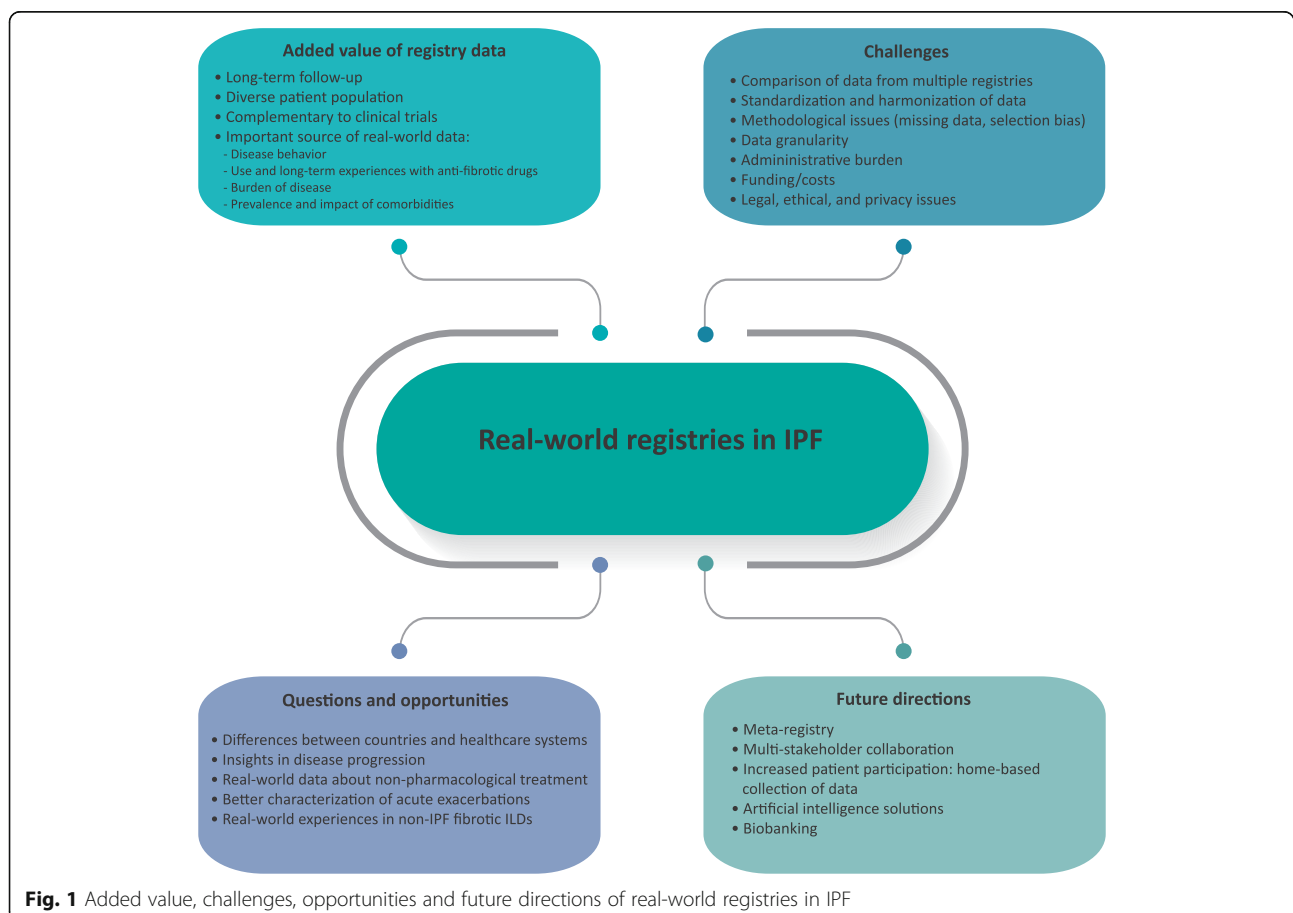 Added value of registry data
• Long-term follow-up
• Diverse patient population
• Complementary to clinical trials
• Important source of real-world data:
- Disease behavior
- Use and long-term experiences with anti-fibrotic drugs
- Burden of disease
- Prevalence and impact of comorbidities
Challenges
• Comparison of data from multiple registries
• Standardization and harmonization of data
• Methodological issues (missing data, selection bias)
• Data granularity
• Admininistrative burden
• Funding/costs
• Legal, ethical, and privacy issues
Real-world registries in IPF
Questions and opportunities
• Differences between countries and healthcare systems
• Insights in disease progression
• Real-world data about non-pharmacological treatment
• Better characterization of acute exacerbations
• Real-world experiences in non-IPF fibrotic ILDs
Future directions
• Meta-registry
• Multi-stakeholder collaboration
• Increased patient participation: home-based
collection of data
• Artificial intelligence solutions
• Biobanking
Fig. 1 Added value, challenges, opportunities and future directions of real-world registries in IPF